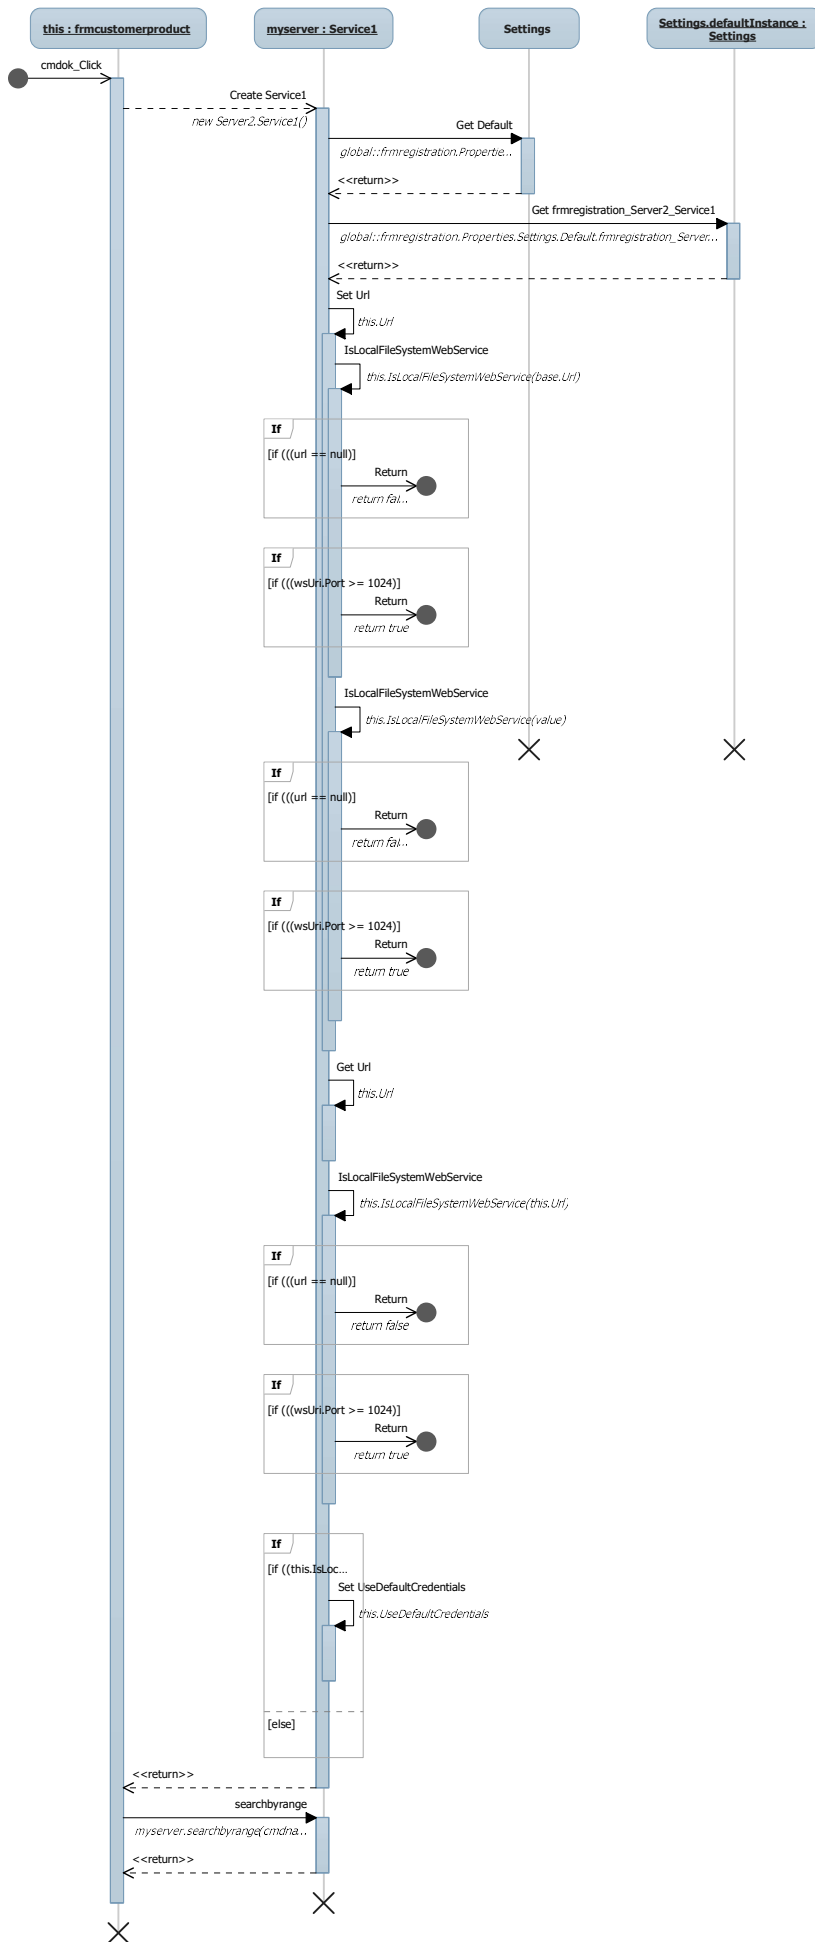 this : frmcustomerproduct
myserver : Service1
Settings
Settings.defaultInstance :
Settings
cmdok_Click
Create Service1
new Server2.Service1()
Get Default
global::frmregistration.Propertie...
<<return>>
Get frmregistration_Server2_Service1
global::frmregistration.Properties.Settings.Default.frmregistration_Server...
<<return>>
Set Url
this.Url
IsLocalFileSystemWebService
this.IsLocalFileSystemWebService(base.Url)
If
[if (((url == null)]
Return
return fal...
If
[if (((wsUri.Port >= 1024)]
Return
return true
IsLocalFileSystemWebService
this.IsLocalFileSystemWebService(value)
If
[if (((url == null)]
Return
return fal...
If
[if (((wsUri.Port >= 1024)]
Return
return true
Get Url
this.Url
IsLocalFileSystemWebService
this.IsLocalFileSystemWebService(this.Url)
If
[if (((url == null)]
Return
return false
If
[if (((wsUri.Port >= 1024)]
Return
return true
If
[if ((this.IsLoc...
Set UseDefaultCredentials
this.UseDefaultCredentials
[else]
<<return>>
searchbyrange
myserver.searchbyrange(cmdna...
<<return>>